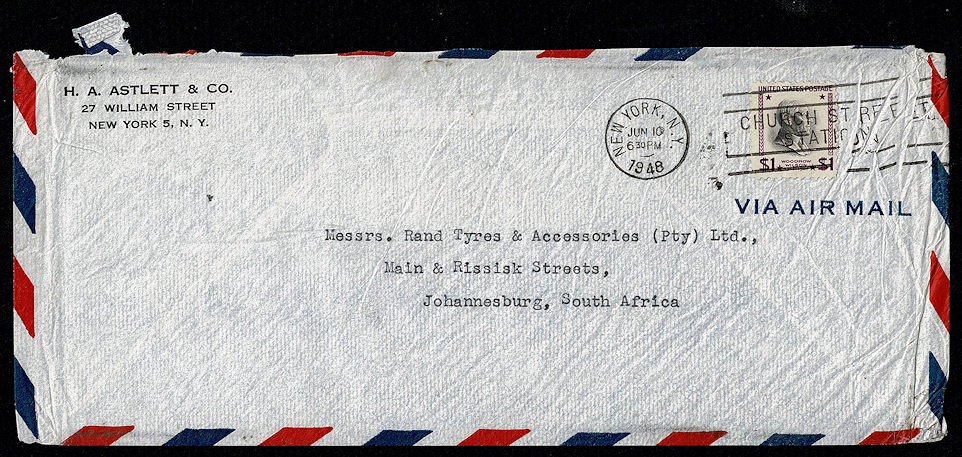 H. A. ASTLETT & CO.
27 WILLIAM STREET
NEW YORK 5, N. Y.
NEW YORK, N.Y.
JUN 10
6 30 PM
1948
CHURCH STREET
STATION
UNITED STATES POSTAGE
WOODROW
WILSON
$1 $1
VIA AIR MAIL
Messrs. Rand Tyres & Accessories (Pty) Ltd.,
Main & Rissisk Streets,
Johannesburg, South Africa